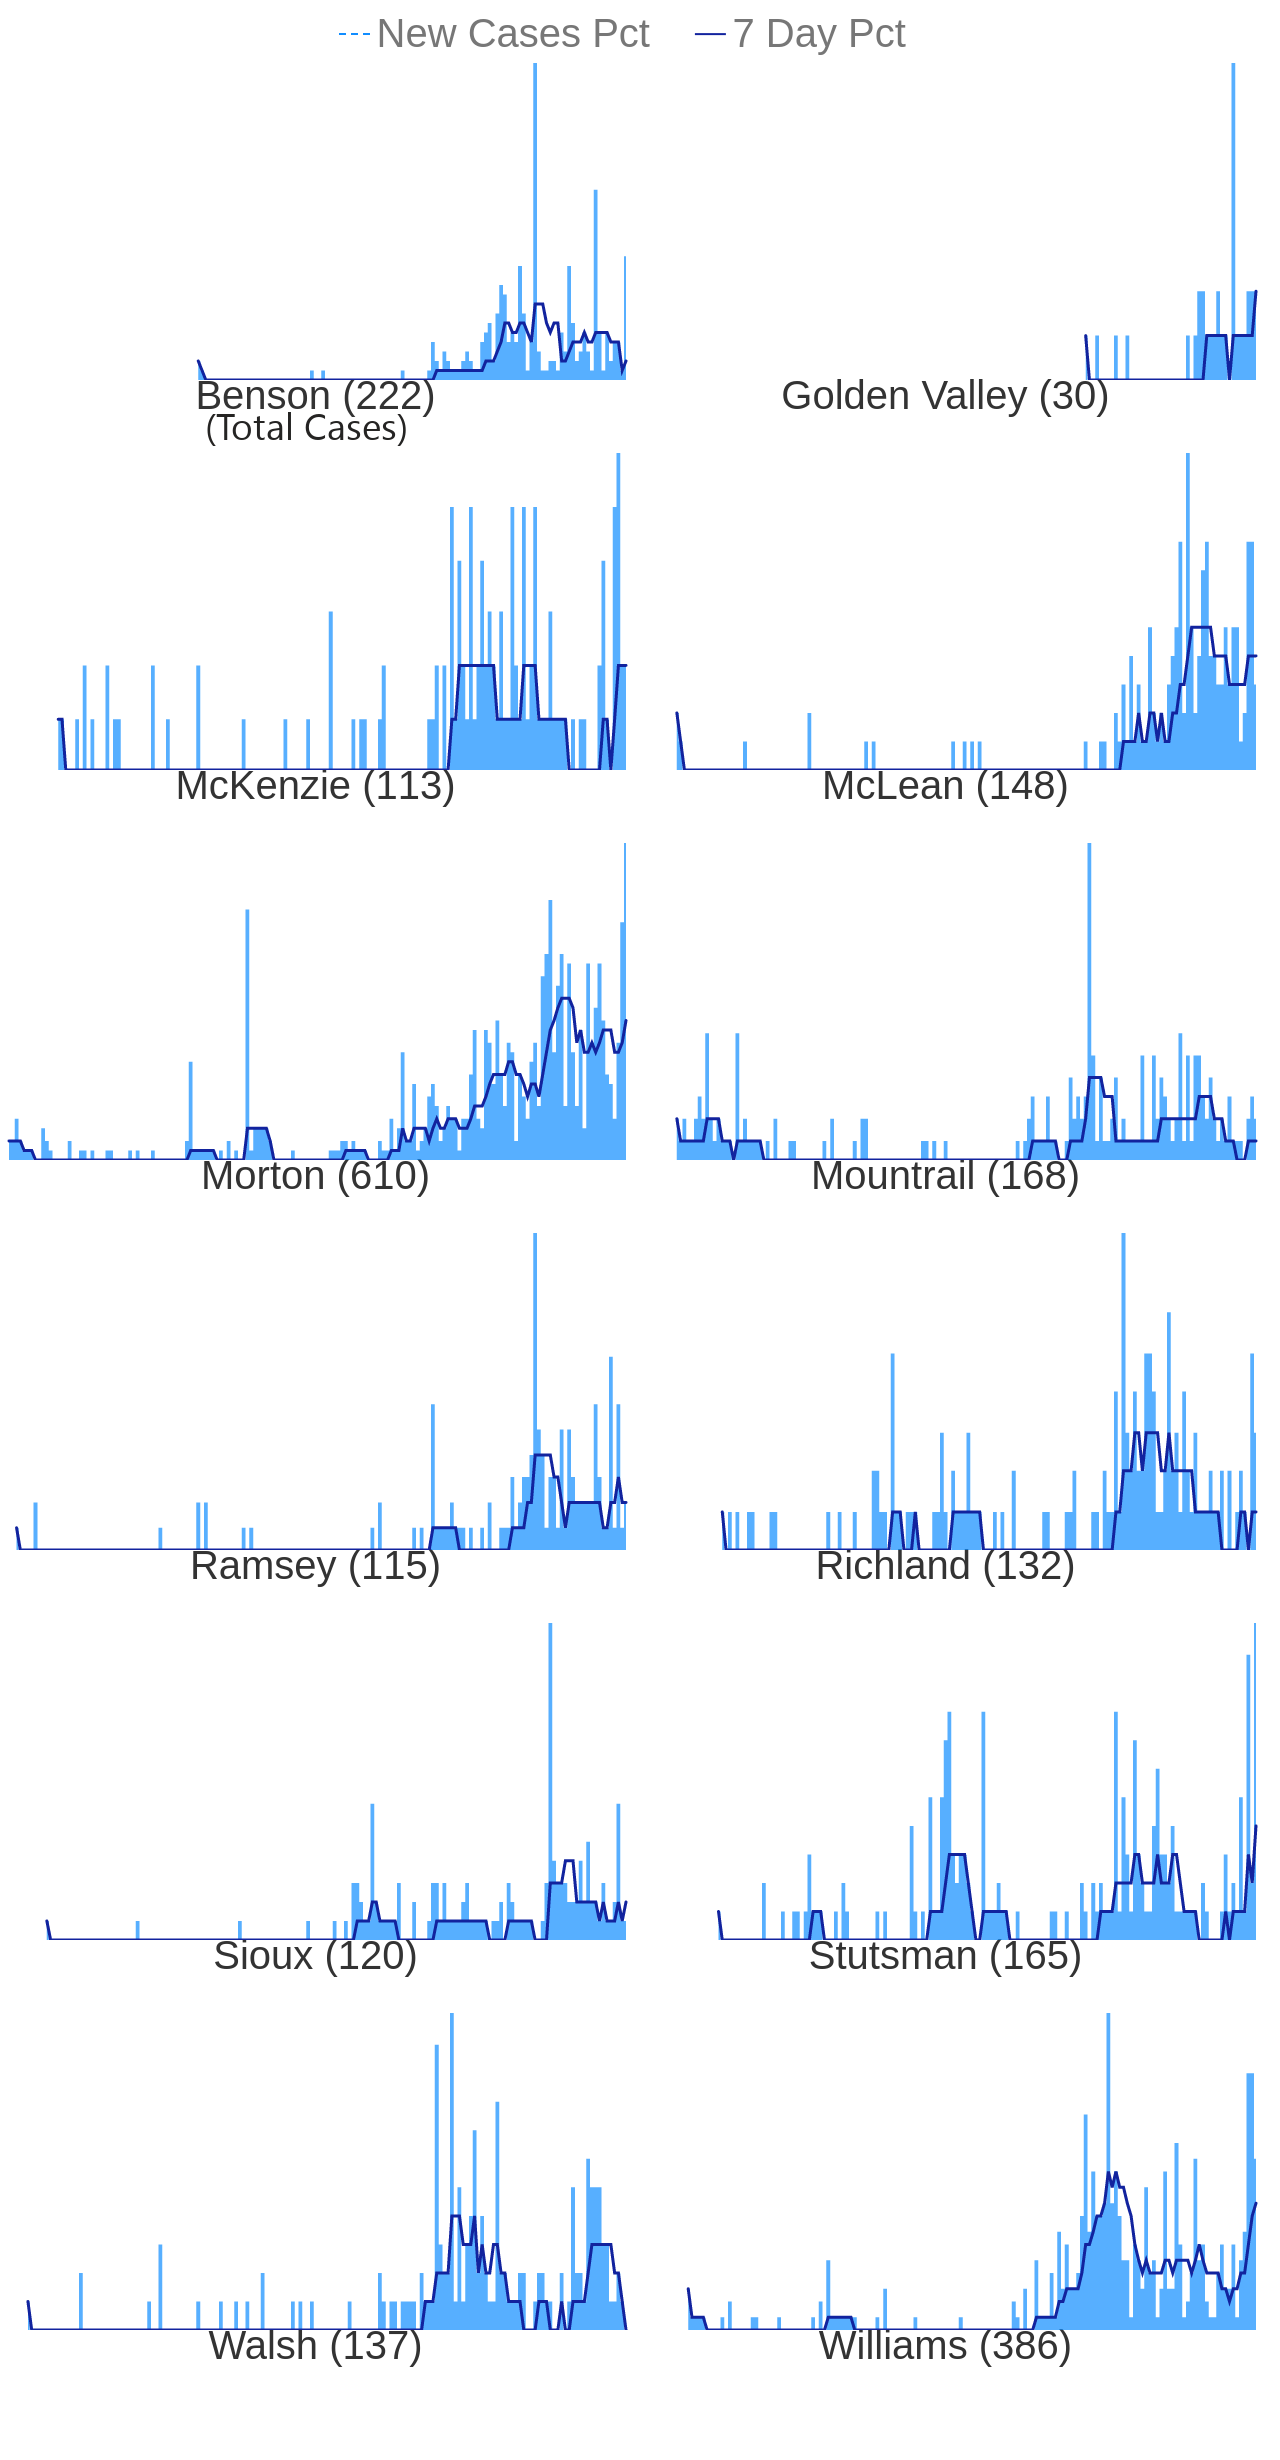 New Cases Pct 7 Day Pct
Benson (222) Golden Valley (30)
(Total Cases)
McKenzie (113) McLean (148)
Morton (610) Mountrail (168)
Ramsey (115) Richland (132)
Sioux (120) Stutsman (165)
Walsh (137) Williams (386)